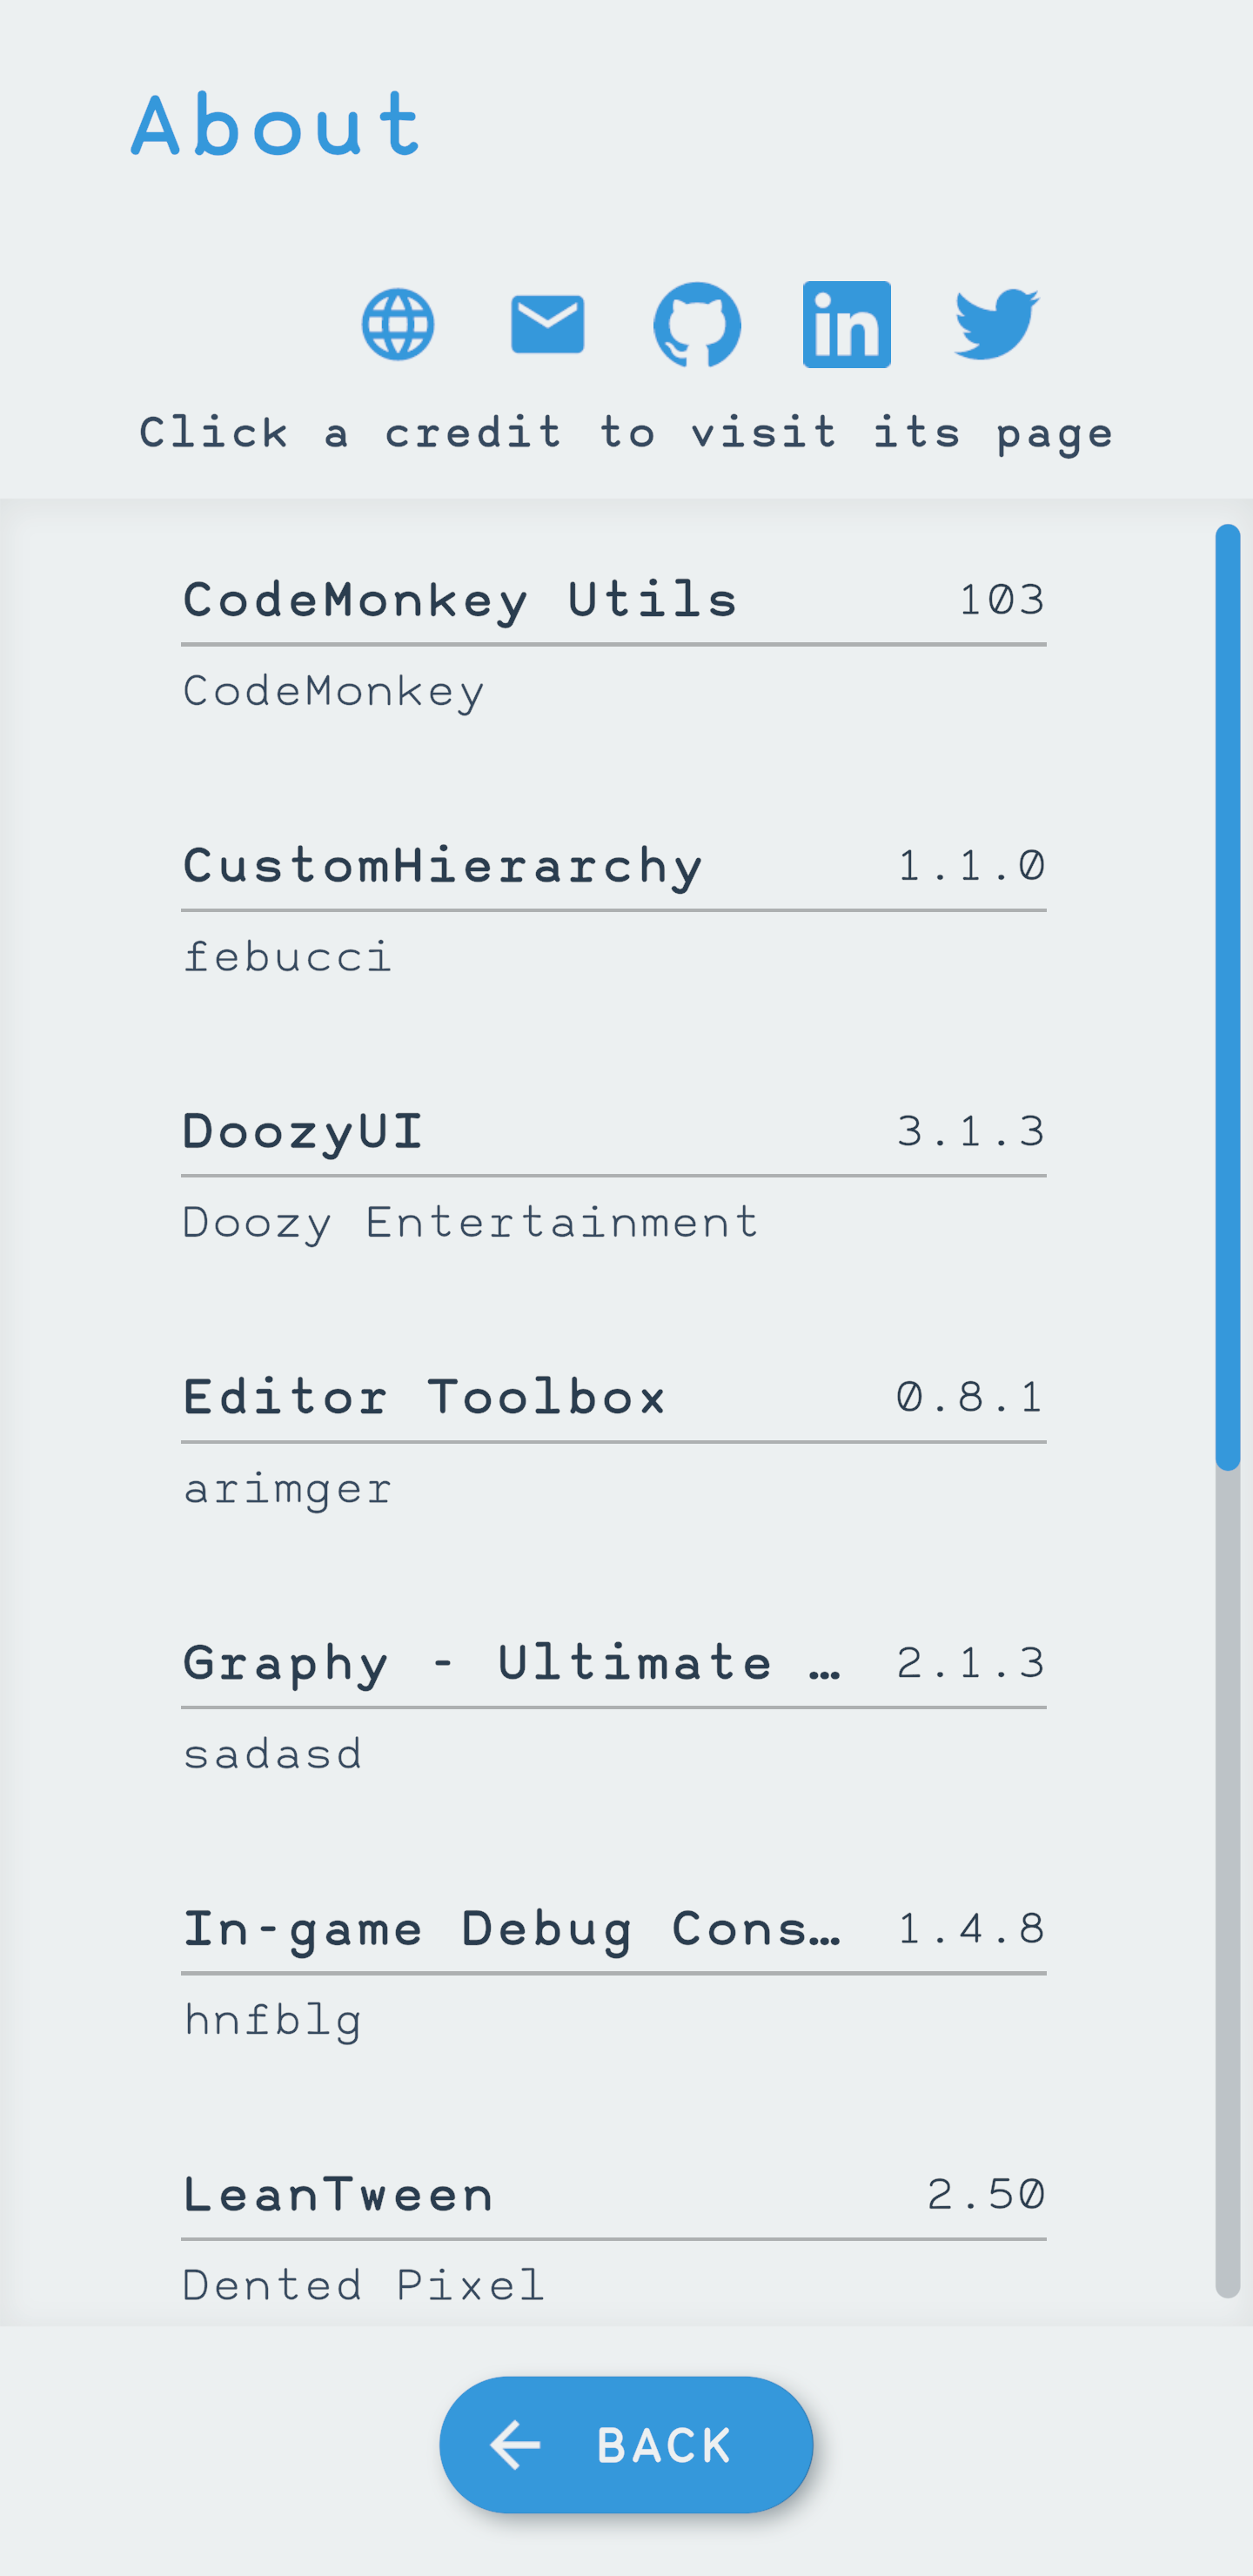 About
Click a credit to visit its page
CodeMonkey Utils 103
CodeMonkey
CustomHierarchy 1.1.0
febucci
DoozyUI 3.1.3
Doozy Entertainment
Editor Toolbox 0.8.1
arimger
Graphy - Ultimate … 2.1.3
sadasd
In-game Debug Cons… 1.4.8
hnfblg
LeanTween 2.50
Dented Pixel
BACK